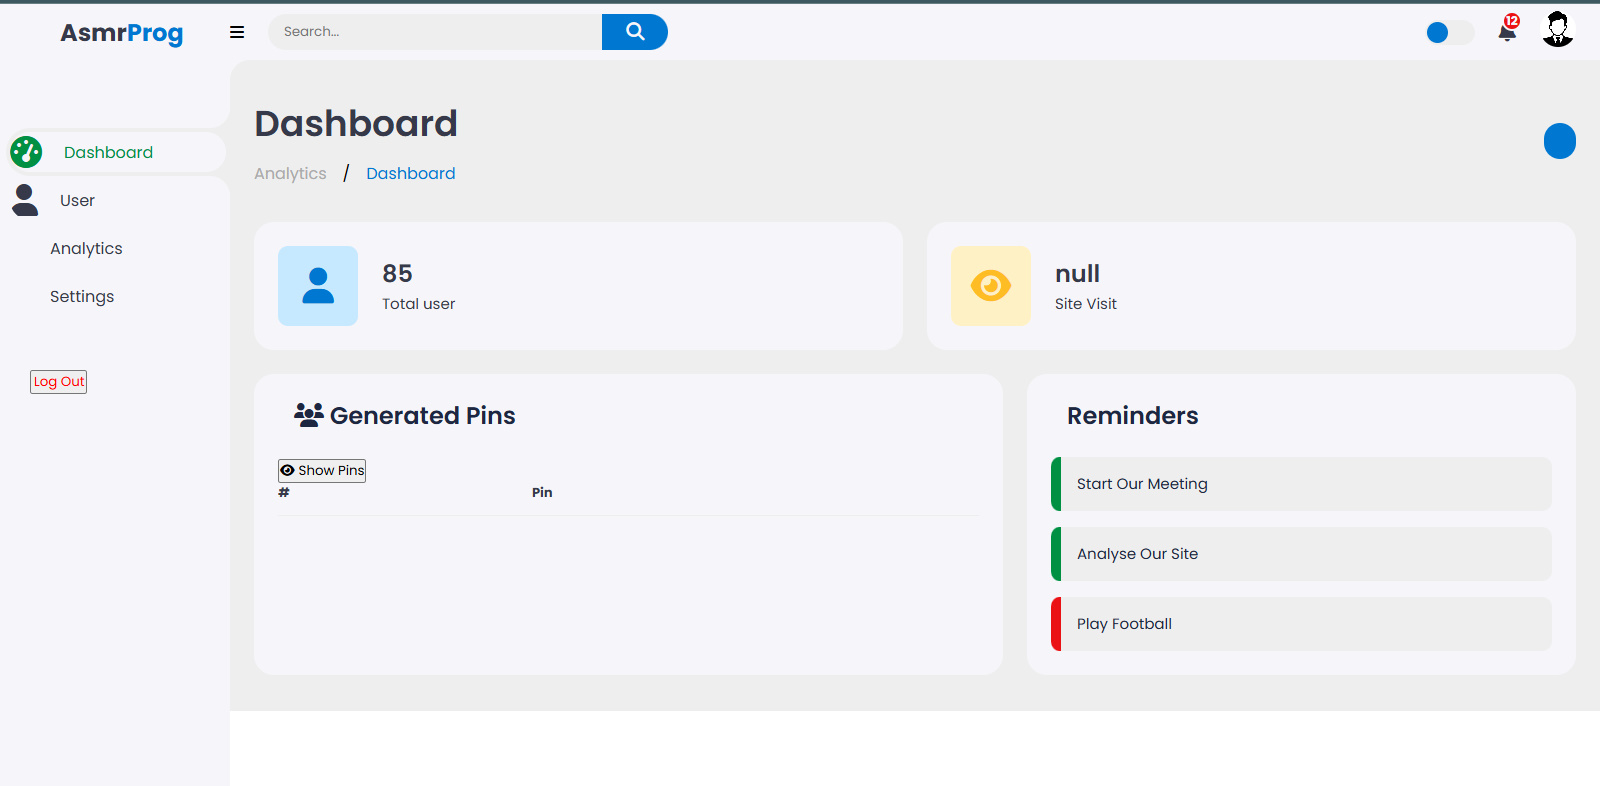 AsmrProg
Search...
12
Dashboard
User
Analytics
Settings
Log Out
Dashboard
Analytics / Dashboard
85
Total user
null
Site Visit
Generated Pins
Show Pins
# Pin
Reminders
Start Our Meeting
Analyse Our Site
Play Football